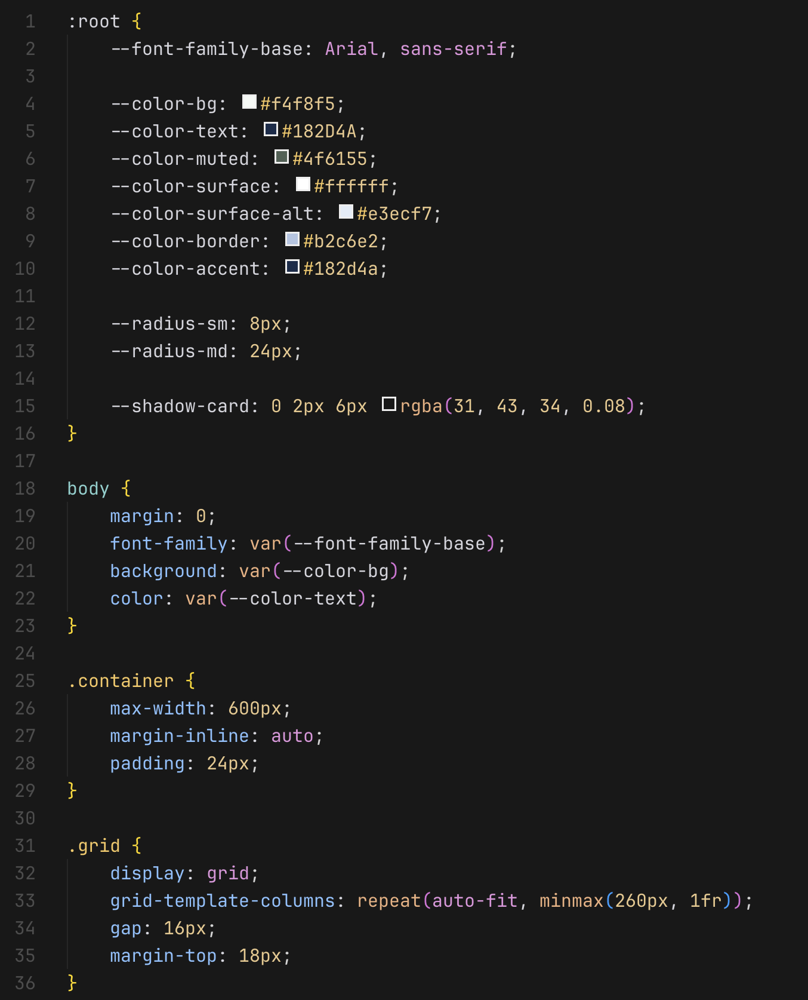 1 :root {
2 --font-family-base: Arial, sans-serif;
3
4 --color-bg: #f4f8f5;
5 --color-text: #182D4A;
6 --color-muted: #4f6155;
7 --color-surface: #ffffff;
8 --color-surface-alt: #e3ecf7;
9 --color-border: #b2c6e2;
10 --color-accent: #182d4a;
11
12 --radius-sm: 8px;
13 --radius-md: 24px;
14
15 --shadow-card: 0 2px 6px rgba(31, 43, 34, 0.08);
16 }
17
18 body {
19 margin: 0;
20 font-family: var(--font-family-base);
21 background: var(--color-bg);
22 color: var(--color-text);
23 }
24
25 .container {
26 max-width: 600px;
27 margin-inline: auto;
28 padding: 24px;
29 }
30
31 .grid {
32 display: grid;
33 grid-template-columns: repeat(auto-fit, minmax(260px, 1fr));
34 gap: 16px;
35 margin-top: 18px;
36 }